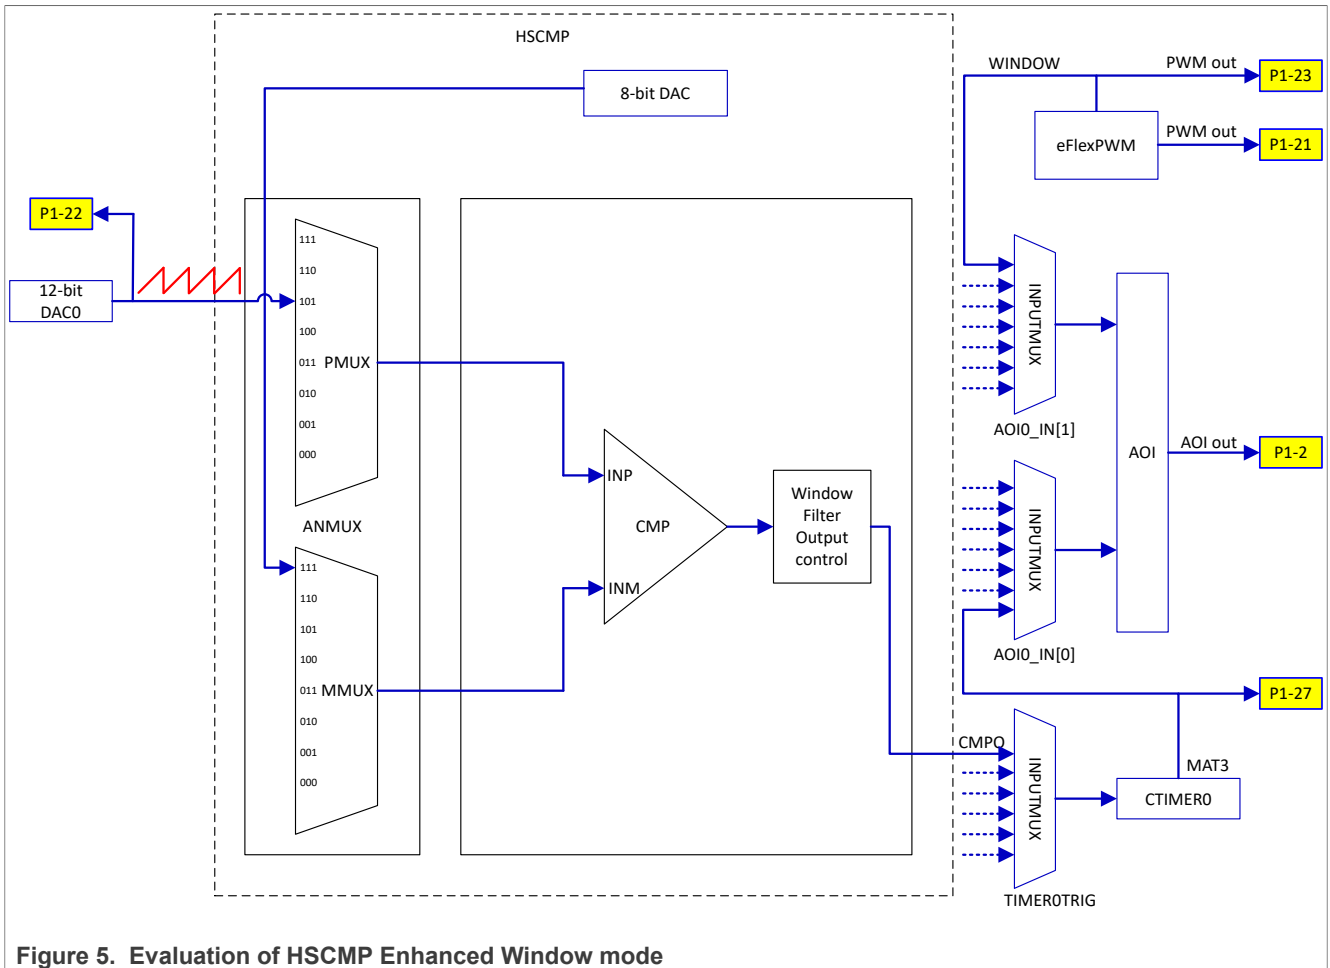 HSCMP
8-bit DAC
WINDOW
PWM out
P1-23
eFlexPWM
PWM out
P1-21
P1-22
12-bit
DAC0
111
110
101
100
011
010
001
000
PMUX
ANMUX
111
110
101
100
011
010
001
000
MMUX
INP
CMP
INM
Window
Filter
Output
control
INPUTMUX
AOI0_IN[1]
AOI
AOI out
P1-2
INPUTMUX
AOI0_IN[0]
P1-27
CMPO
INPUTMUX
MAT3
CTIMER0
TIMER0TRIG
Figure 5. Evaluation of HSCMP Enhanced Window mode